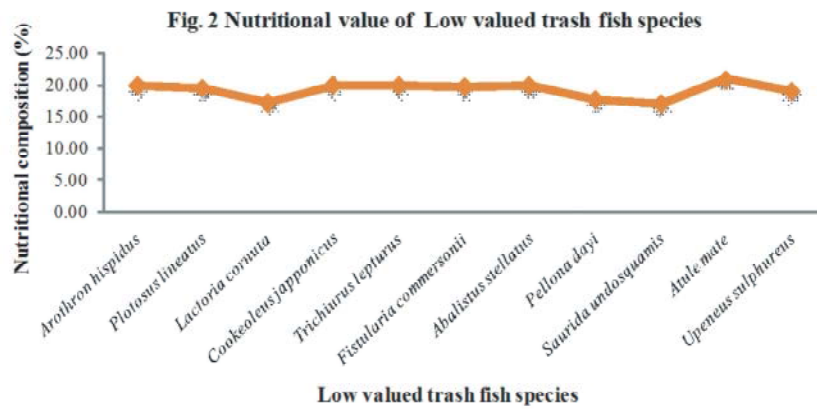 Fig. 2 Nutritional value of Low valued trash fish species
Nutritional composition (%)
25.00
20.00
15.00
10.00
5.00
0.00
Arothron hispidus
Plotosus lineatus
Lactoria cornuta
Cookeoleus japponicus
Trichiurus lepturus
Fistularia commersonii
Abalistus stellatus
Pellona dayi
Saurida undosquamis
Atule mate
Upeneus sulphureus
Low valued trash fish species